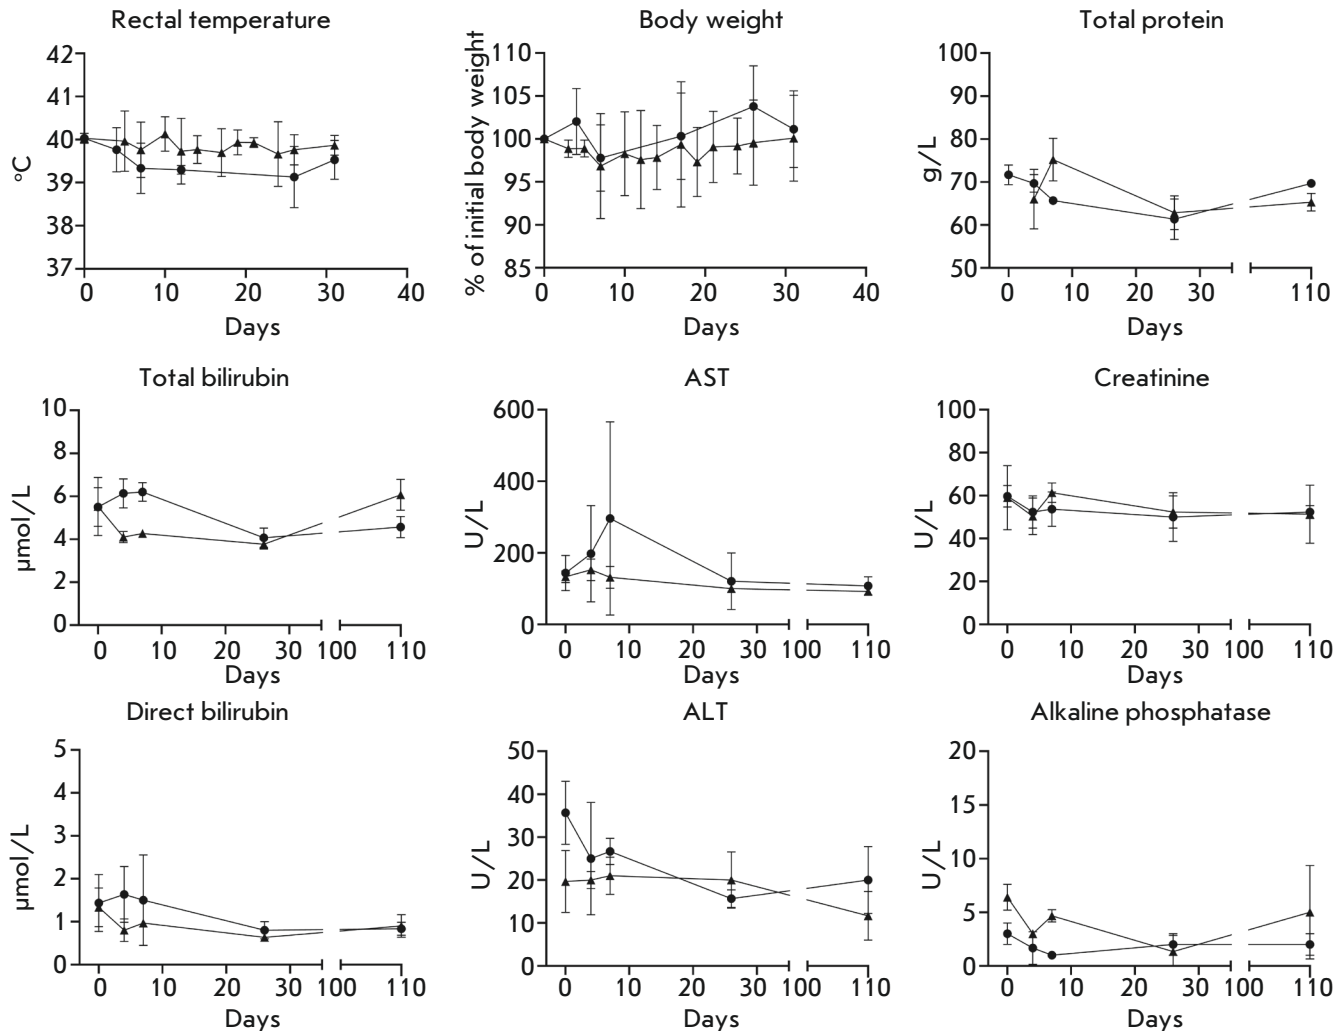 Rectal temperature
42
41
40
39
38
37
°C
0 10 20 30 40
Days
Body weight
110
105
100
95
90
85
% of initial body weight
0 10 20 30 40
Days
Total protein
100
90
80
70
60
50
g/L
0 10 20 30 100 110
Days
Total bilirubin
10
8
6
4
2
0
µmol/L
0 10 20 30 100 110
Days
AST
600
400
200
0
U/L
0 10 20 30 100 110
Days
Creatinine
100
80
60
40
20
0
U/L
0 10 20 30 100 110
Days
Direct bilirubin
5
4
3
2
1
0
µmol/L
0 10 20 30 100 110
Days
ALT
50
40
30
20
10
0
U/L
0 10 20 30 100 110
Days
Alkaline phosphatase
20
15
10
5
0
U/L
0 10 20 30 100 110
Days